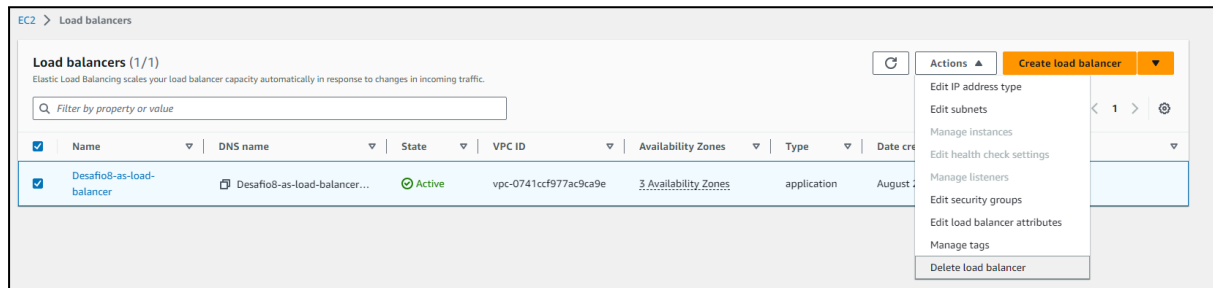 EC2 > Load balancers
Load balancers (1/1)
Elastic Load Balancing scales your load balancer capacity automatically in response to changes in incoming traffic.
Actions
Create load balancer
Filter by property or value
1
Edit IP address type
Edit subnets
Manage instances
Edit health check settings
Manage listeners
Edit security groups
Edit load balancer attributes
Manage tags
Delete load balancer
Name DNS name State VPC ID Availability Zones Type Date cre
Desafio8-as-load-
balancer
Desafio8-as-load-balancer... Active vpc-0741ccf977ac9ca9e 3 Availability Zones application August 2